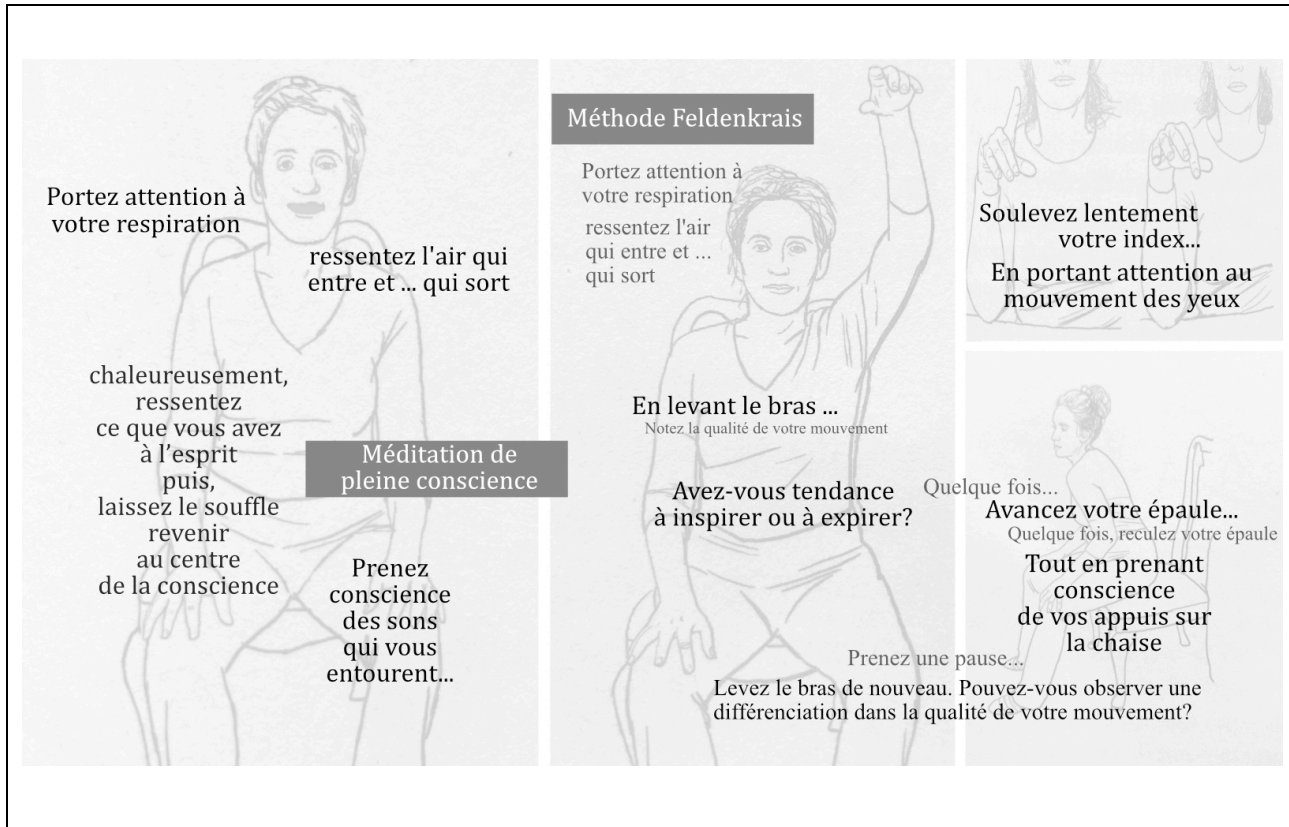 Portez attention à
votre respiration
ressentez l'air qui
entre et ... qui sort
chaleureusement,
ressentez
ce que vous avez
à l’esprit
puis,
laissez le souffle
revenir
au centre
de la conscience
Méditation de
pleine conscience
Prenez
conscience
des sons
qui vous
entourent...
Méthode Feldenkrais
Portez attention à
votre respiration
ressentez l'air
qui entre et ...
qui sort
En levant le bras ...
Notez la qualité de votre mouvement
Avez-vous tendance
à inspirer ou à expirer?
Soulevez lentement
votre index...
En portant attention au
mouvement des yeux
Quelque fois...
Avancez votre épaule...
Quelque fois, reculez votre épaule
Tout en prenant
conscience
de vos appuis sur
la chaise
Prenez une pause...
Levez le bras de nouveau. Pouvez-vous observer une
différenciation dans la qualité de votre mouvement?